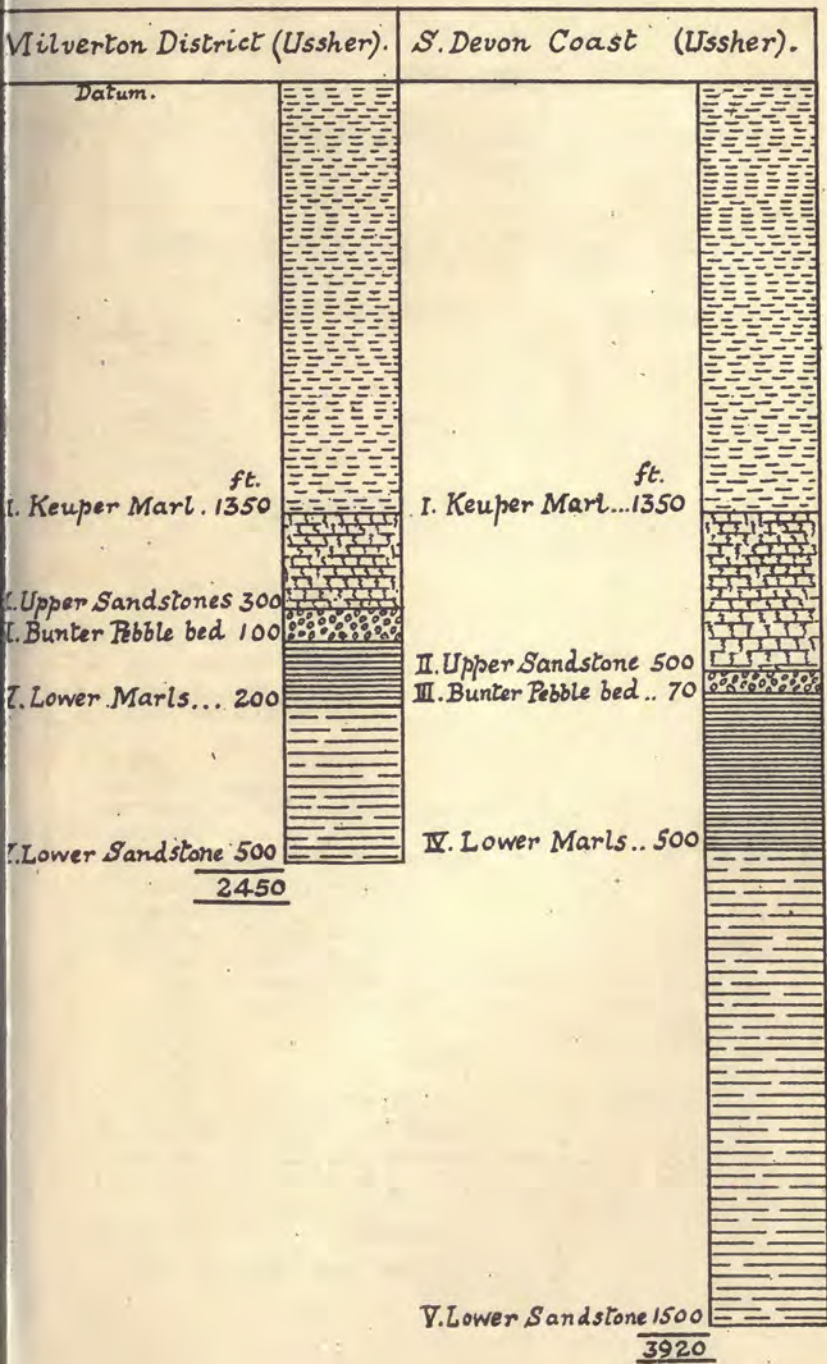 Milverton District (Ussher).
Datum.
ft.
I. Keuper Marl . 1350
I. Upper Sandstones 300
I. Bunter Pebble bed 100
V. Lower Marls... 200
V. Lower Sandstone 500
2450
S. Devon Coast (Ussher).
ft.
I. Keuper Marl...1350
II. Upper Sandstone 500
III. Bunter Pebble bed.. 70
IV. Lower Marls.. 500
V. Lower Sandstone 1500
3920